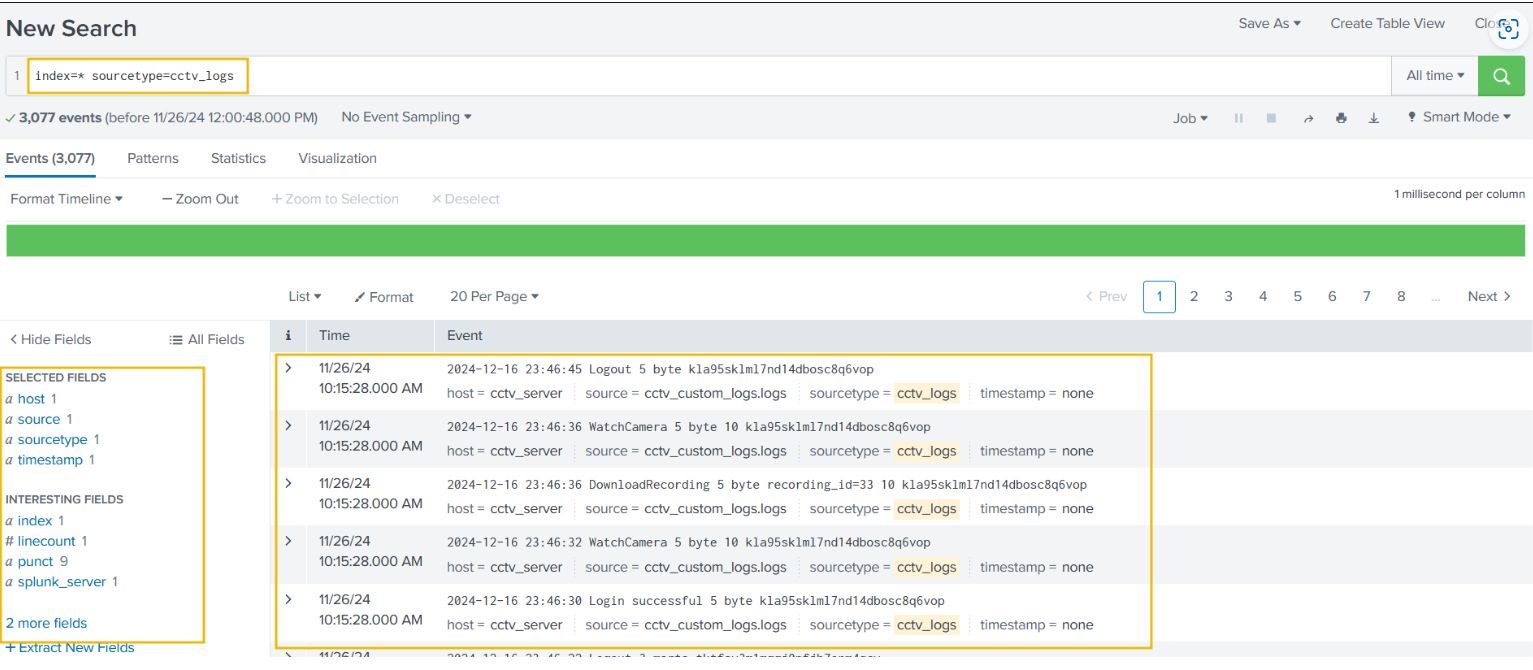 New Search
Save As ▾ Create Table View Close
1 index=* sourcetype=cctv_logs
All time ▾
✓ 3,077 events (before 11/26/24 12:00:48.000 PM) No Event Sampling ▾
Job ▾ Smart Mode ▾
Events (3,077) Patterns Statistics Visualization
Format Timeline ▾ — Zoom Out + Zoom to Selection × Deselect
1 millisecond per column
List ▾ Format 20 Per Page ▾
< Prev 1 2 3 4 5 6 7 8 ... Next >
< Hide Fields All Fields
i Time Event
SELECTED FIELDS
a host 1
a source 1
a sourcetype 1
a timestamp 1
INTERESTING FIELDS
a index 1
# linecount 1
a punct 9
a splunk_server 1
2 more fields
+ Extract New Fields
> 11/26/24
10:15:28.000 AM
2024-12-16 23:46:45 Logout 5 byte kla95sklml7nd14dbosc8q6vop
host = cctv_server source = cctv_custom_logs.logs sourcetype = cctv_logs timestamp = none
> 11/26/24
10:15:28.000 AM
2024-12-16 23:46:36 WatchCamera 5 byte 10 kla95sklml7nd14dbosc8q6vop
host = cctv_server source = cctv_custom_logs.logs sourcetype = cctv_logs timestamp = none
> 11/26/24
10:15:28.000 AM
2024-12-16 23:46:36 DownloadRecording 5 byte recording_id=33 10 kla95sklml7nd14dbosc8q6vop
host = cctv_server source = cctv_custom_logs.logs sourcetype = cctv_logs timestamp = none
> 11/26/24
10:15:28.000 AM
2024-12-16 23:46:32 WatchCamera 5 byte 10 kla95sklml7nd14dbosc8q6vop
host = cctv_server source = cctv_custom_logs.logs sourcetype = cctv_logs timestamp = none
> 11/26/24
10:15:28.000 AM
2024-12-16 23:46:30 Login successful 5 byte kla95sklml7nd14dbosc8q6vop
host = cctv_server source = cctv_custom_logs.logs sourcetype = cctv_logs timestamp = none
11/26/24